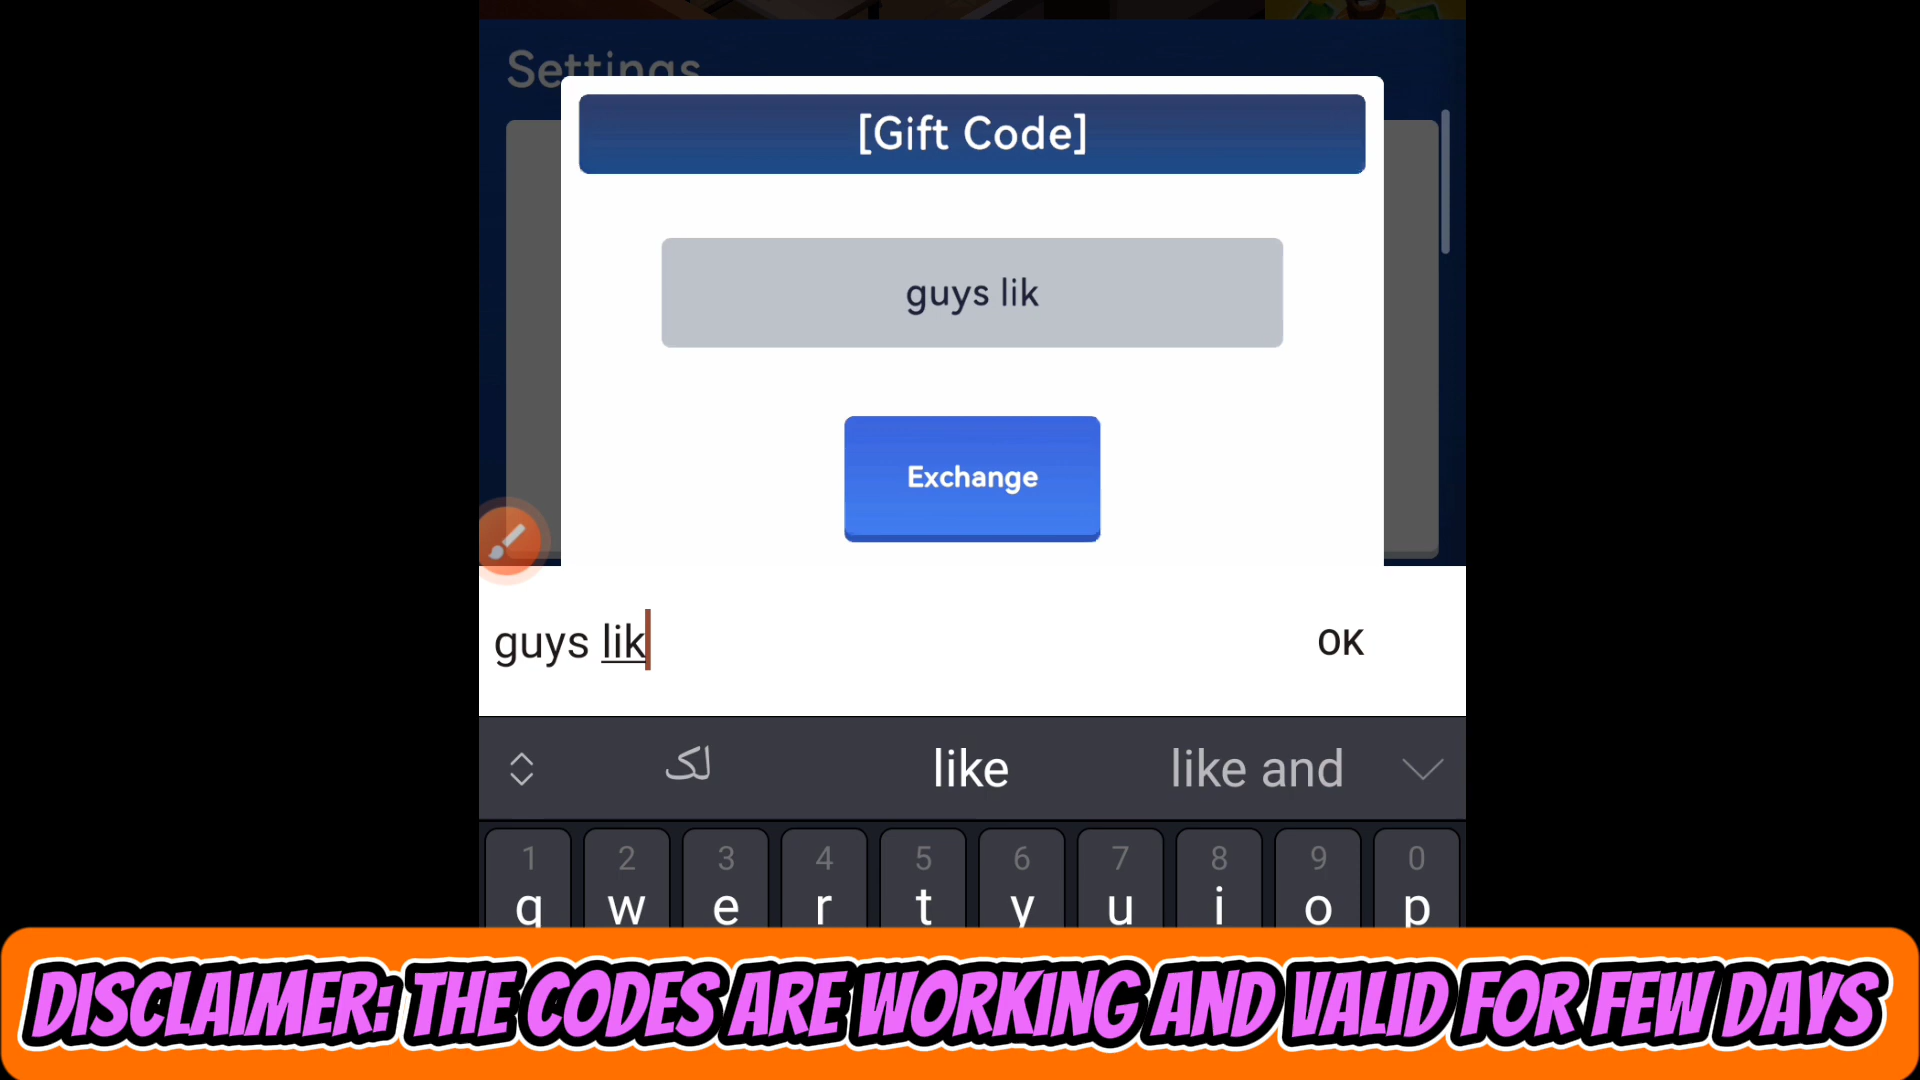 Settings
[Gift Code]
guys lik
Exchange
guys lik
OK
لک
like
like and
1 2 3 4 5 6 7 8 9 0
q w e r t y u i o p
DISCLAIMER: THE CODES ARE WORKING AND VALID FOR FEW DAYS